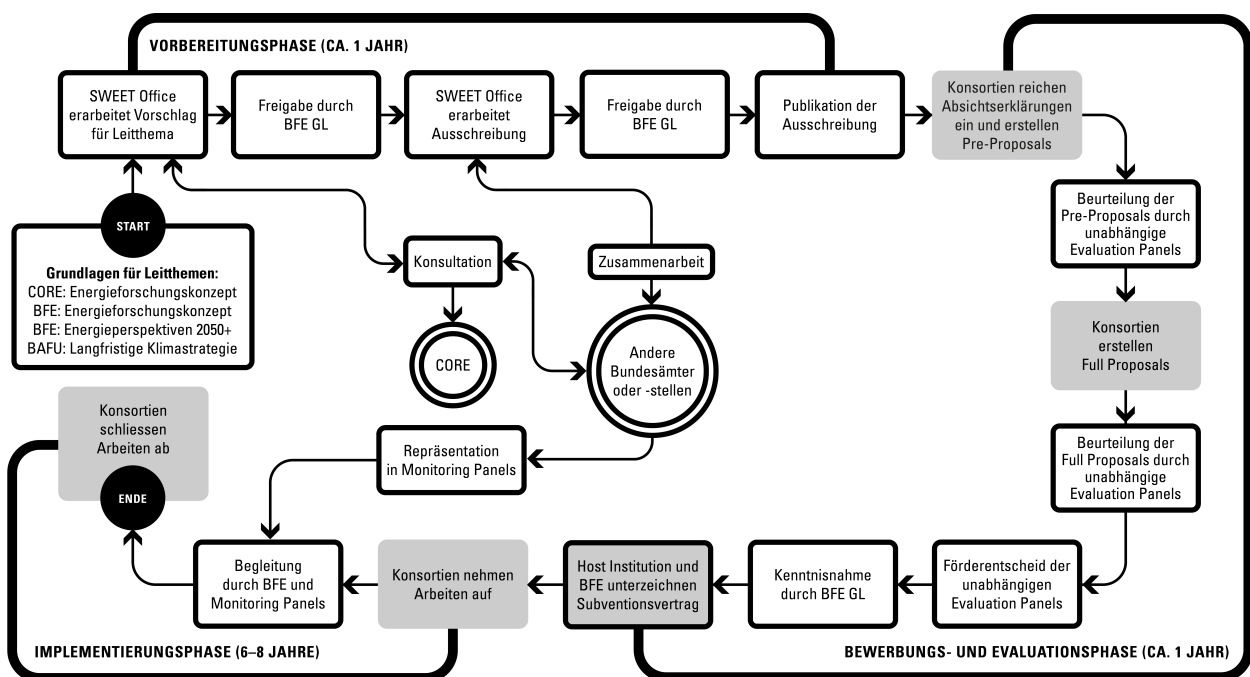 VORBEREITUNGSPHASE (CA. 1 JAHR)
SWEET Office
erarbeitet Vorschlag
für Leitthema
Freigabe durch
BFE GL
SWEET Office
erarbeitet
Ausschreibung
Freigabe durch
BFE GL
Publikation der
Ausschreibung
Konsortien reichen
Absichtserklärungen
ein und erstellen
Pre-Proposals
START
Grundlagen für Leitthemen:
CORE: Energieforschungskonzept
BFE: Energieforschungskonzept
BFE: Energieperspektiven 2050+
BAFU: Langfristige Klimastrategie
Konsultation
Zusammenarbeit
CORE
Andere
Bundesämter
oder -stellen
Beurteilung der
Pre-Proposals durch
unabhängige
Evaluation Panels
Konsortien
erstellen
Full Proposals
Beurteilung der
Full Proposals durch
unabhängige
Evaluation Panels
Repräsentation
in Monitoring Panels
Konsortien
schliessen
Arbeiten ab
ENDE
Begleitung
durch BFE und
Monitoring Panels
Konsortien nehmen
Arbeiten auf
Host Institution und
BFE unterzeichnen
Subventionsvertrag
Kenntnisnahme
durch BFE GL
Förderentscheid der
unabhängigen
Evaluation Panels
IMPLEMENTIERUNGSPHASE (6–8 JAHRE)
BEWERBUNGS- UND EVALUATIONSPHASE (CA. 1 JAHR)